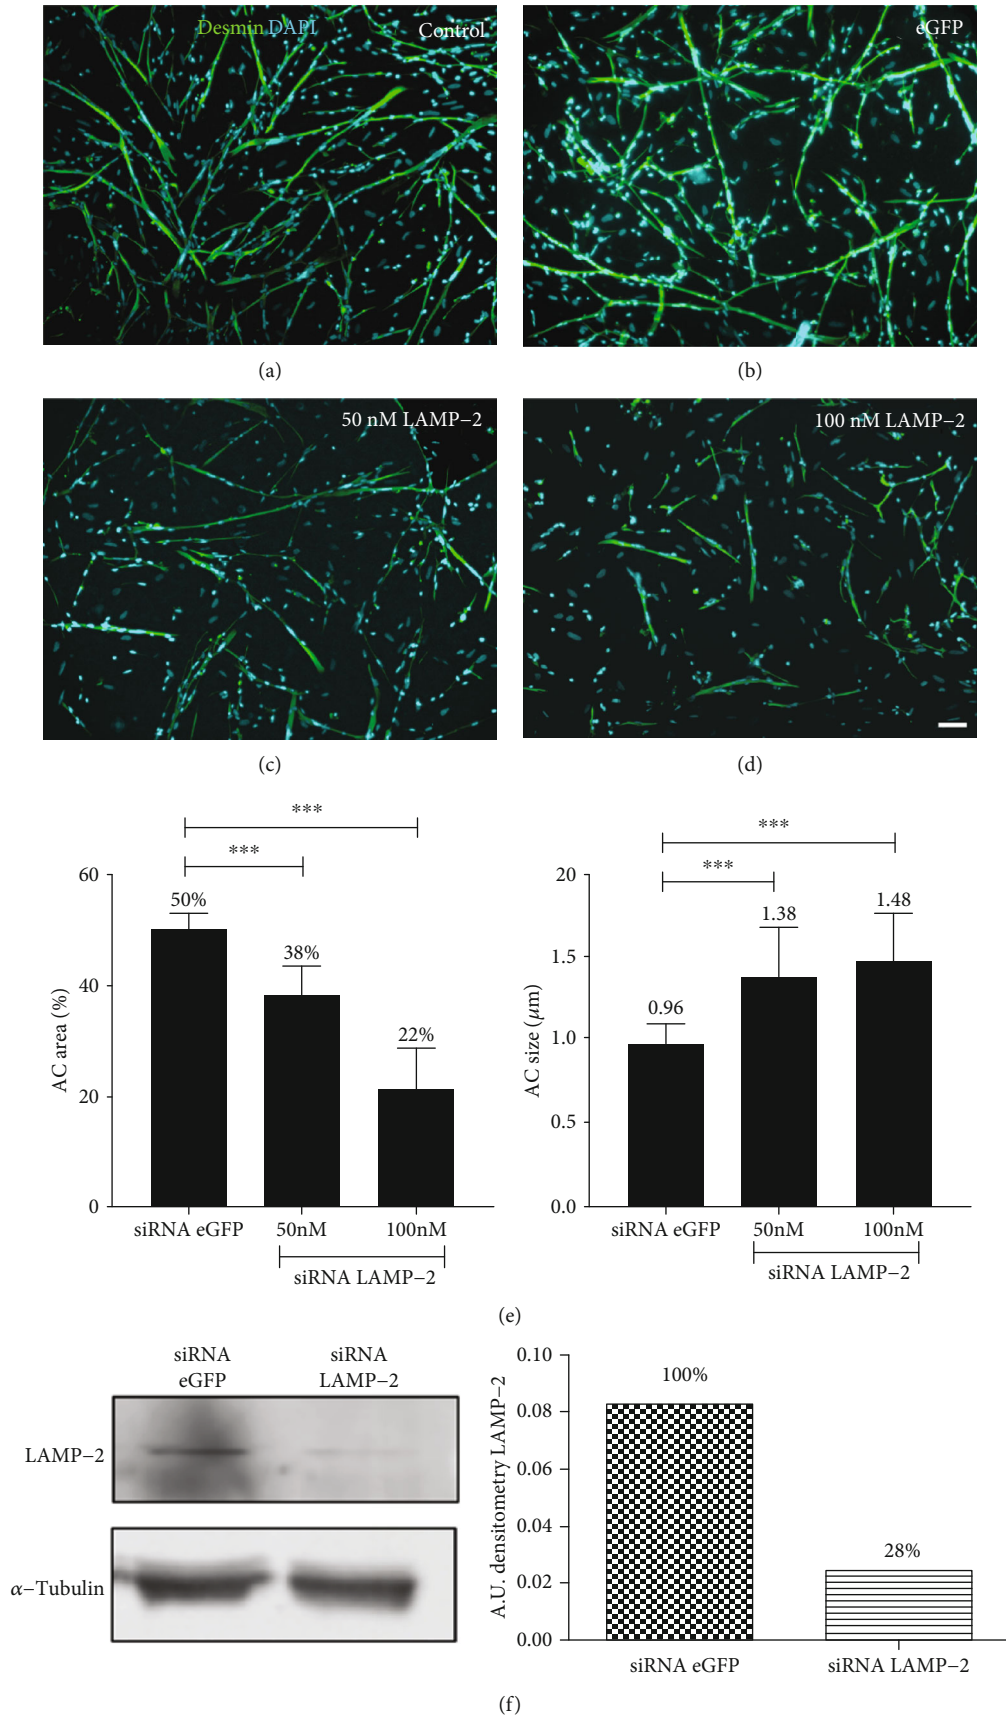 Desmin DAPI Control
eGFP
(a)
(b)
50 nM LAMP-2
100 nM LAMP-2
(c)
(d)
***
***
60
50%
38%
40
22%
20
0
AC area (%)
siRNA eGFP
50nM
100nM
siRNA LAMP-2
***
***
20
1.48
1.38
1.5
0.96
1.0
0.5
0.0
AC size (μm)
siRNA eGFP
50nM
100nM
siRNA LAMP-2
(e)
siRNA
eGFP
siRNA
LAMP-2
LAMP-2
α-Tubulin
0.10
100%
0.08
0.06
0.04
28%
0.02
0.00
A.U. densitometry LAMP-2
siRNA eGFP
siRNA LAMP-2
(f)